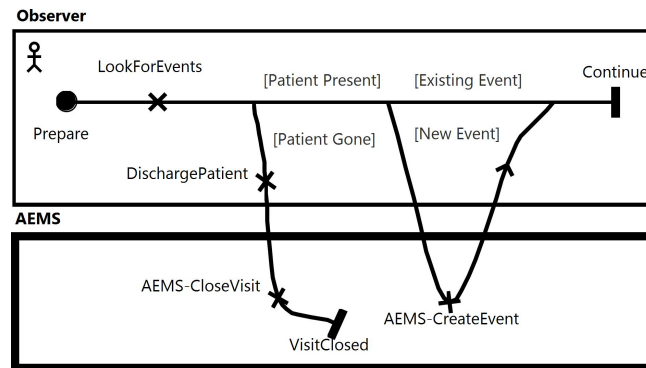 Observer
LookForEvents
[Patient Present]
[Existing Event]
Continue
Prepare
[Patient Gone]
[New Event]
DischargePatient
AEMS
AEMS-CloseVisit
AEMS-CreateEvent
VisitClosed